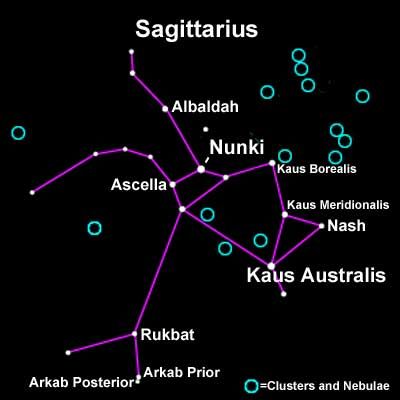 Sagittarius
Albaldah
Nunki
Kaus Borealis
Ascella
Kaus Meridionalis
Nash
Kaus Australis
Rukbat
Arkab Prior
Arkab Posterior
=Clusters and Nebulae